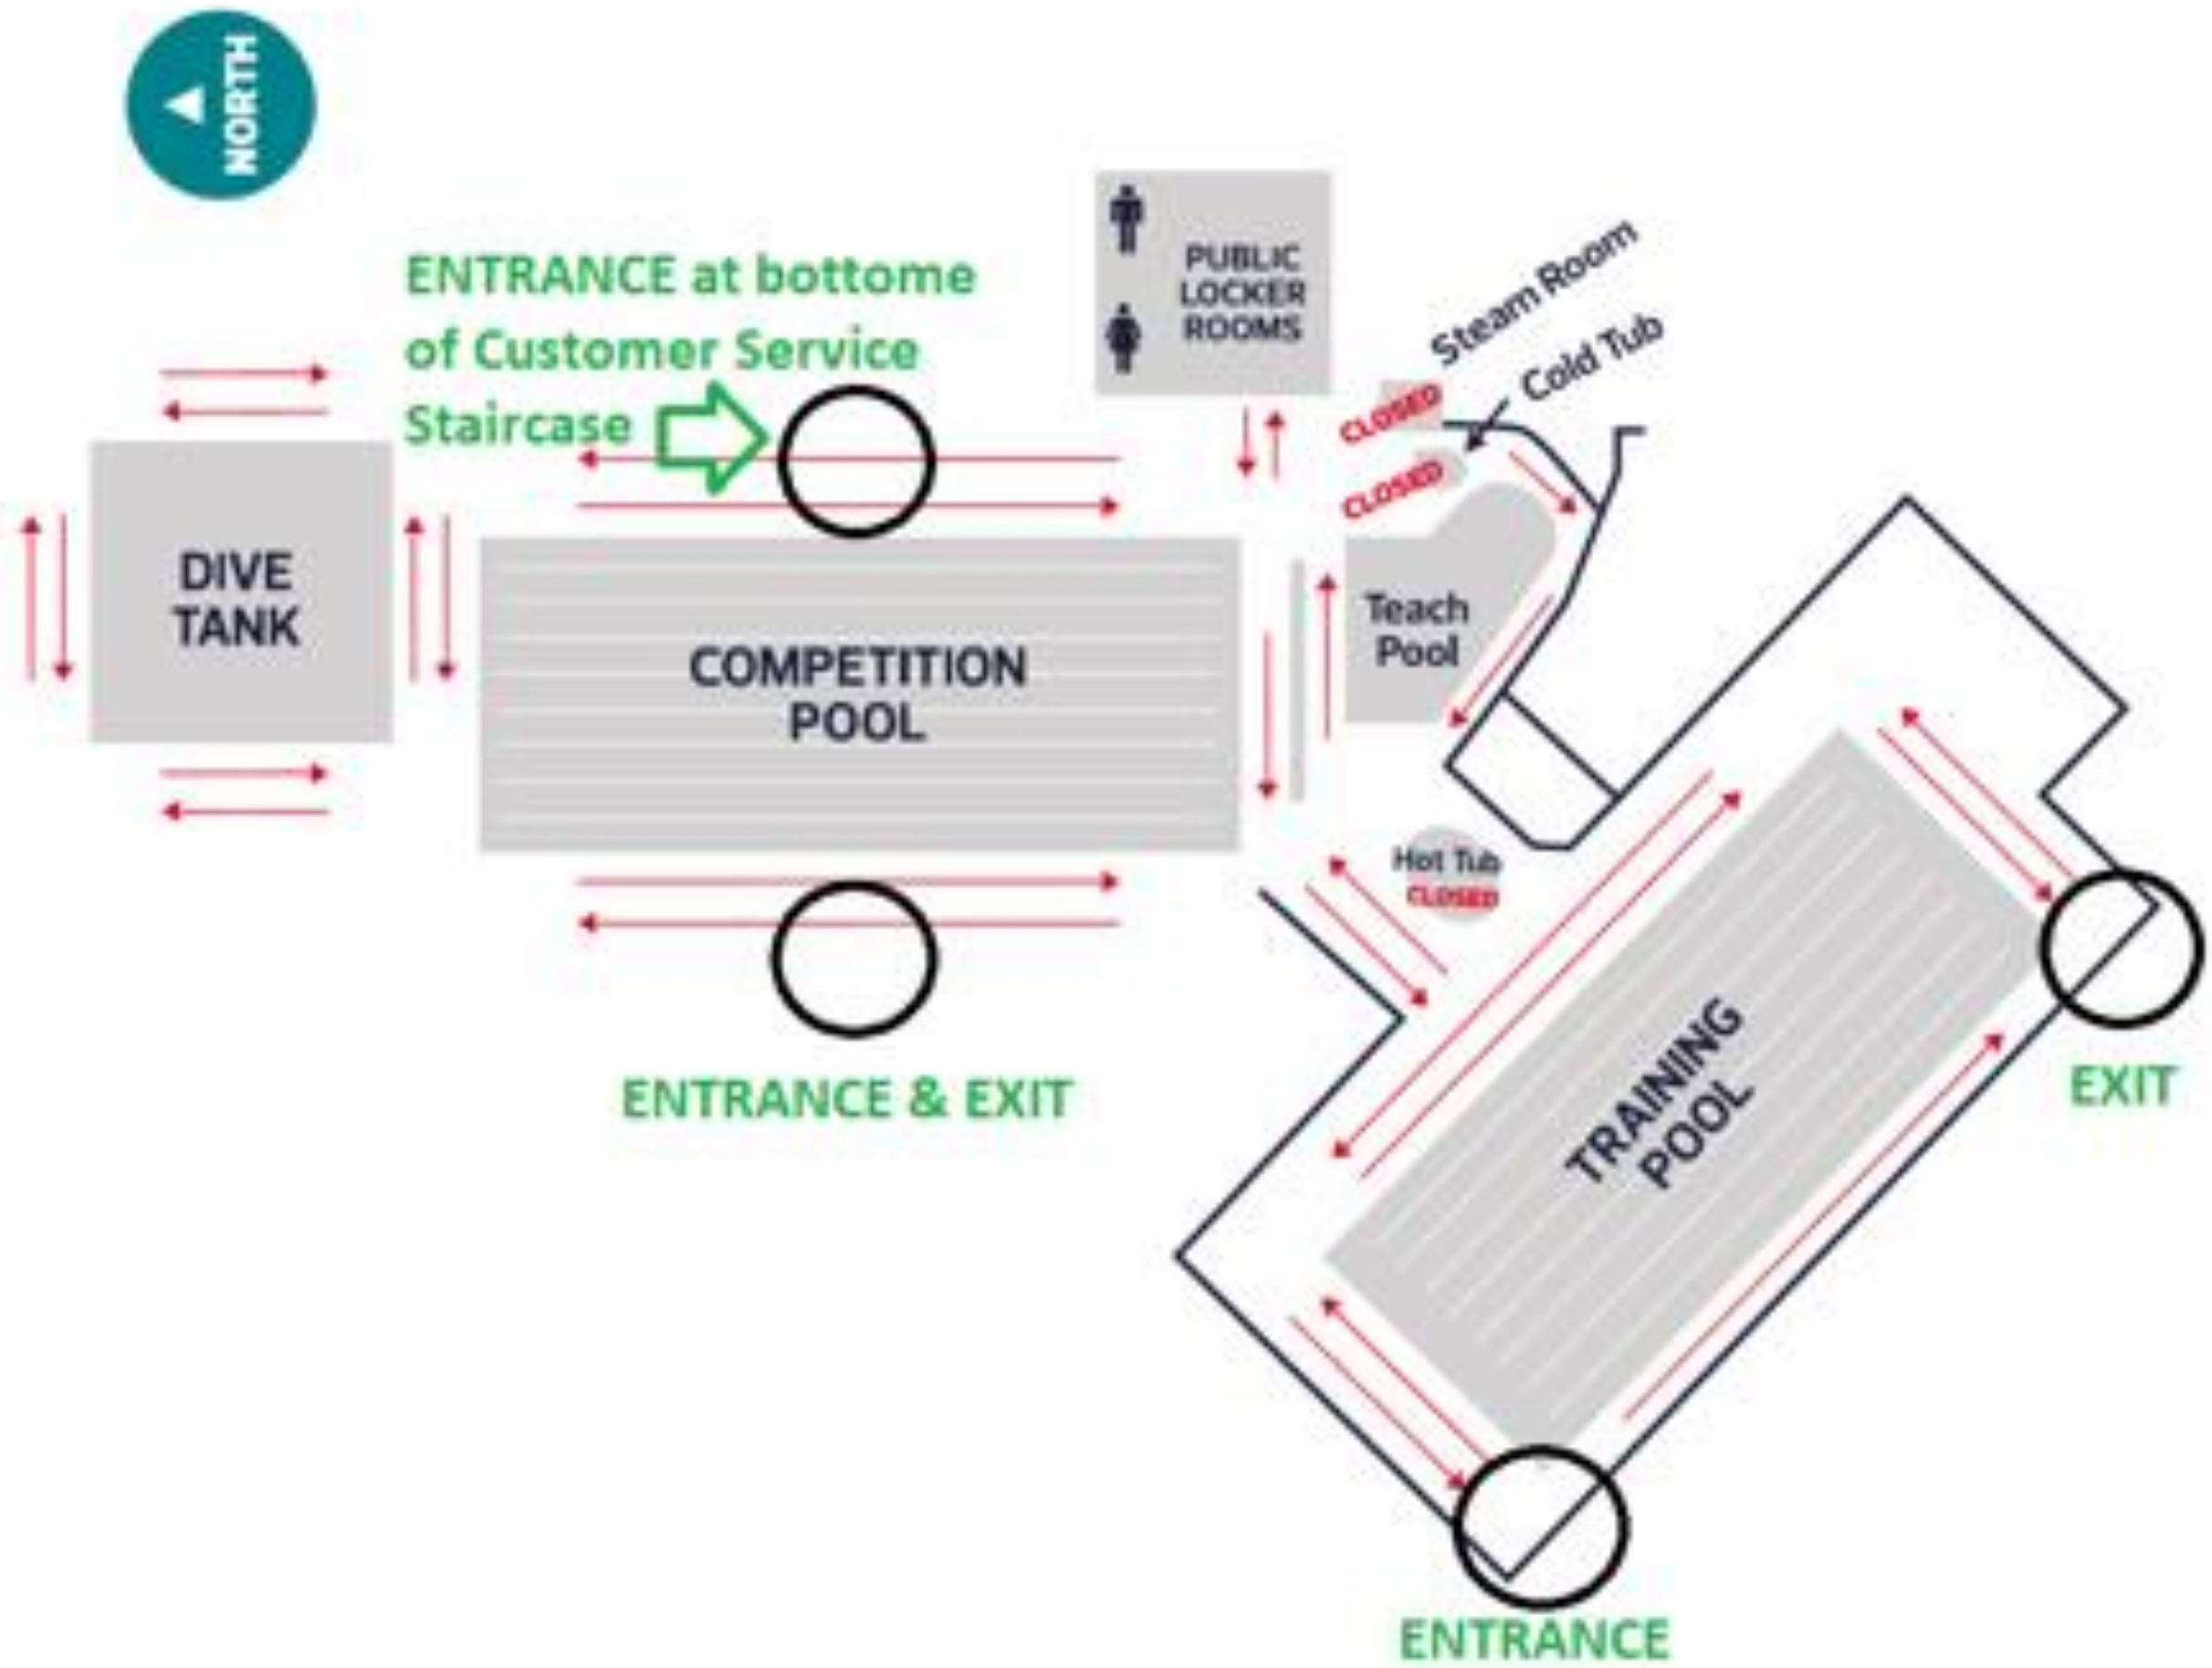 NORTH
ENTRANCE at bottome
of Customer Service
Staircase
PUBLIC
LOCKER
ROOMS
Steam Room
CLOSED
Cold Tub
CLOSED
DIVE
TANK
COMPETITION
POOL
Teach
Pool
Hot Tub
CLOSED
TRAINING
POOL
ENTRANCE & EXIT
EXIT
ENTRANCE